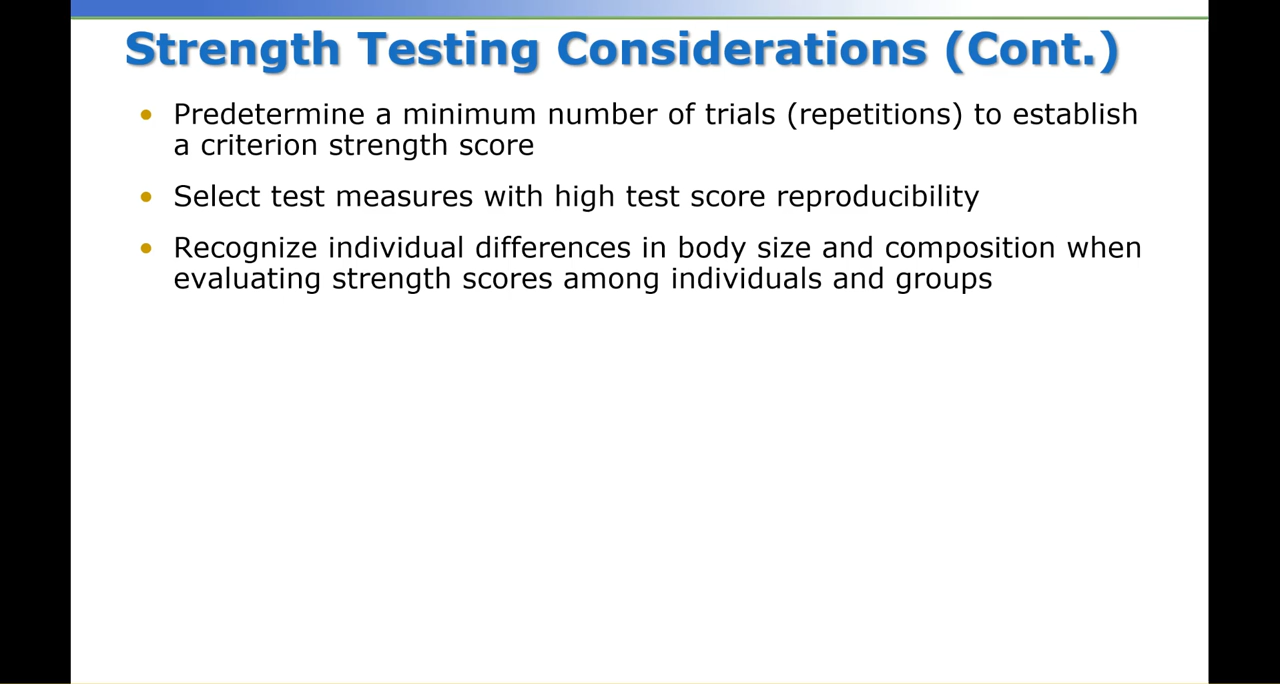 Strength Testing Considerations (Cont.)
• Predetermine a minimum number of trials (repetitions) to establish
a criterion strength score
• Select test measures with high test score reproducibility
• Recognize individual differences in body size and composition when
evaluating strength scores among individuals and groups